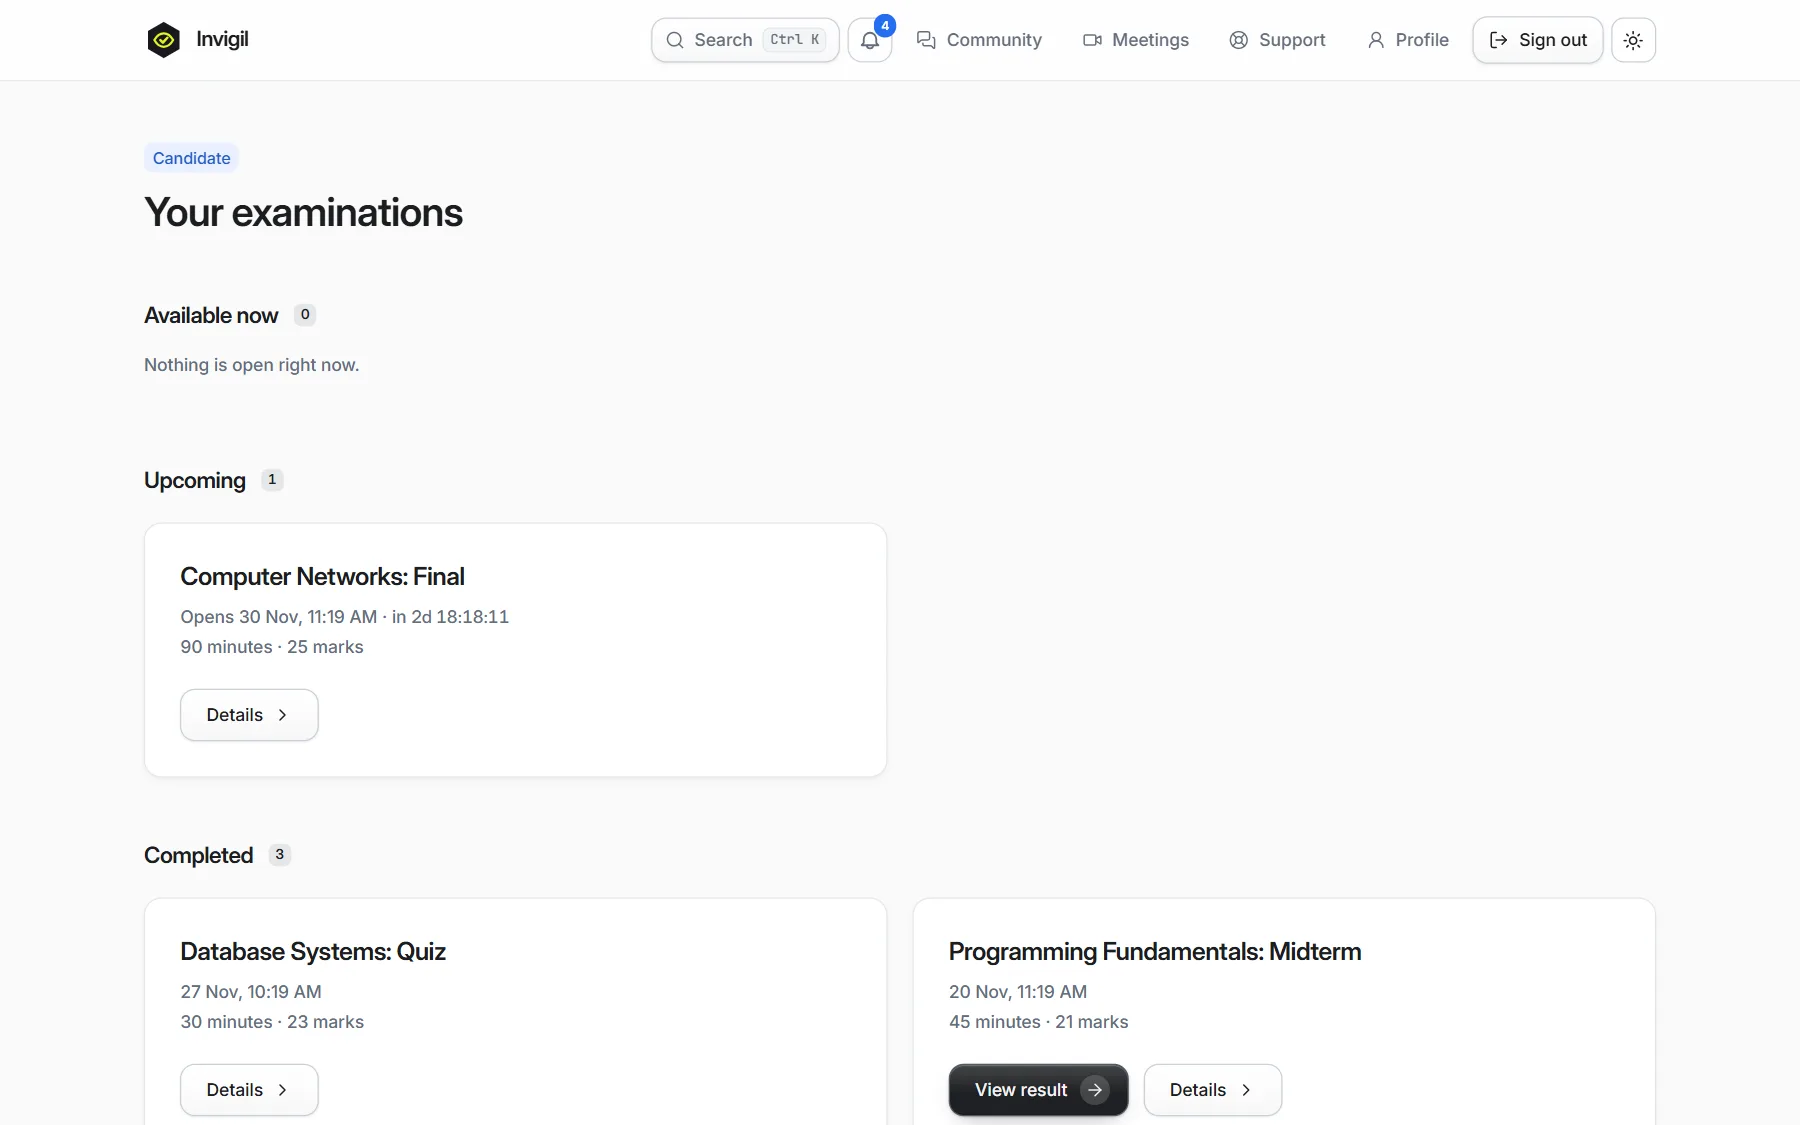 Invigil
Search Ctrl K
4
Community
Meetings
Support
Profile
Sign out
Candidate
Your examinations
Available now 0
Nothing is open right now.
Upcoming 1
Computer Networks: Final
Opens 30 Nov, 11:19 AM · in 2d 18:18:11
90 minutes · 25 marks
Details
Completed 3
Database Systems: Quiz
27 Nov, 10:19 AM
30 minutes · 23 marks
Details
Programming Fundamentals: Midterm
20 Nov, 11:19 AM
45 minutes · 21 marks
View result
Details